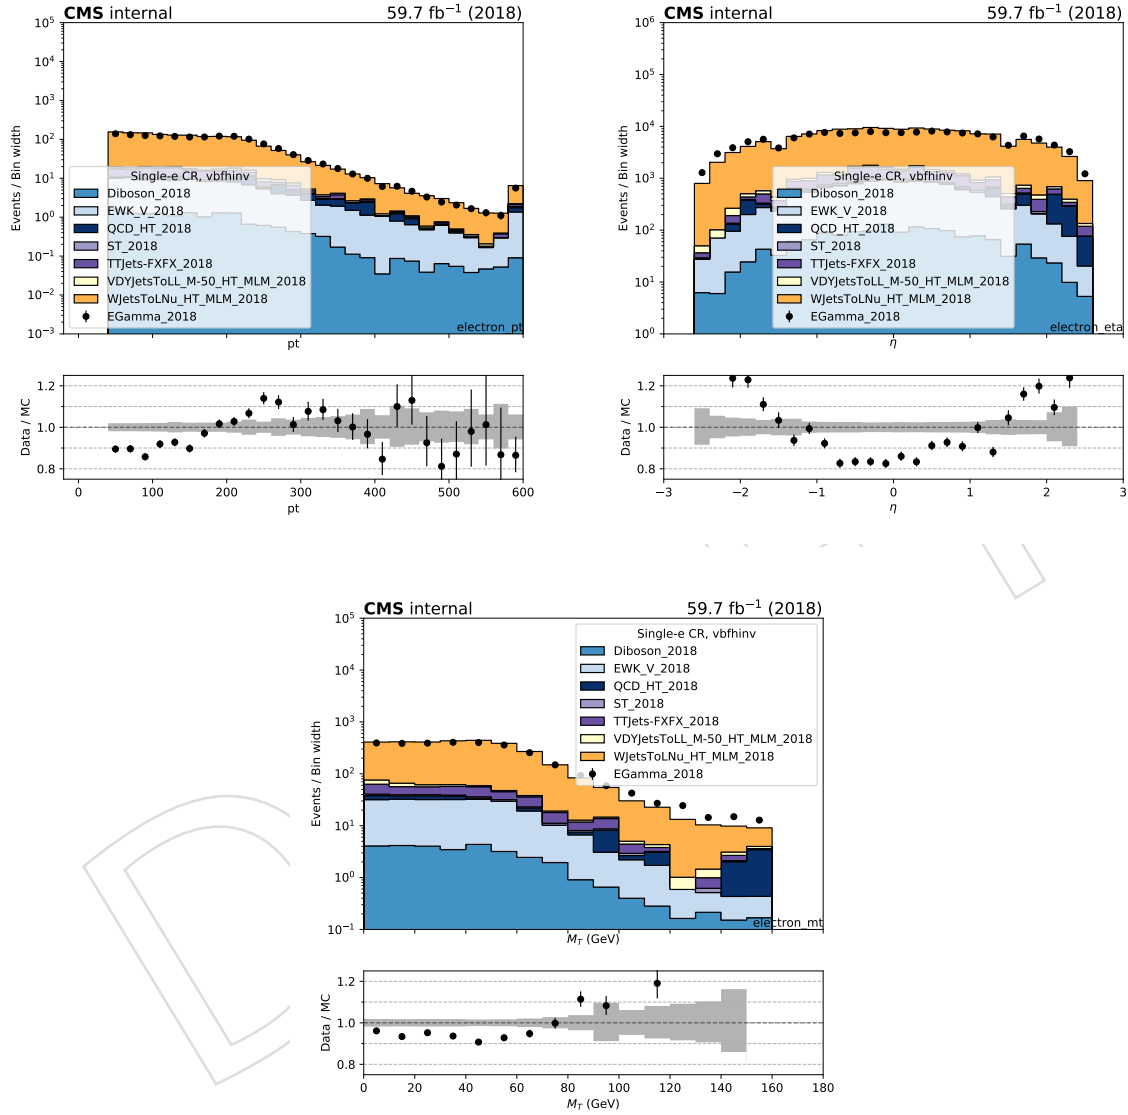 CMS internal 59.7 fb⁻¹ (2018)
Events / Bin width
10⁵
10⁴
10³
10²
10¹
10⁰
10⁻¹
10⁻²
10⁻³
Single-e CR, vbfhinv
Diboson_2018
EWK_V_2018
QCD_HT_2018
ST_2018
TTJets-FXFX_2018
VDYJetsToLL_M-50_HT_MLM_2018
WJetsToLNu_HT_MLM_2018
EGamma_2018
electron_pt
pt
Data / MC
1.2
1.0
0.8
0 100 200 300 400 500 600
pt
CMS internal 59.7 fb⁻¹ (2018)
Events / Bin width
10⁶
10⁵
10⁴
10³
10²
10¹
10⁰
Single-e CR, vbfhinv
Diboson_2018
EWK_V_2018
QCD_HT_2018
ST_2018
TTJets-FXFX_2018
VDYJetsToLL_M-50_HT_MLM_2018
WJetsToLNu_HT_MLM_2018
EGamma_2018
electron_eta
η
Data / MC
1.2
1.0
0.8
−3 −2 −1 0 1 2 3
η
CMS internal 59.7 fb⁻¹ (2018)
Events / Bin width
10⁵
10⁴
10³
10²
10¹
10⁰
10⁻¹
Single-e CR, vbfhinv
Diboson_2018
EWK_V_2018
QCD_HT_2018
ST_2018
TTJets-FXFX_2018
VDYJetsToLL_M-50_HT_MLM_2018
WJetsToLNu_HT_MLM_2018
EGamma_2018
electron_mt
M_T (GeV)
Data / MC
1.2
1.0
0.8
0 20 40 60 80 100 120 140 160 180
M_T (GeV)